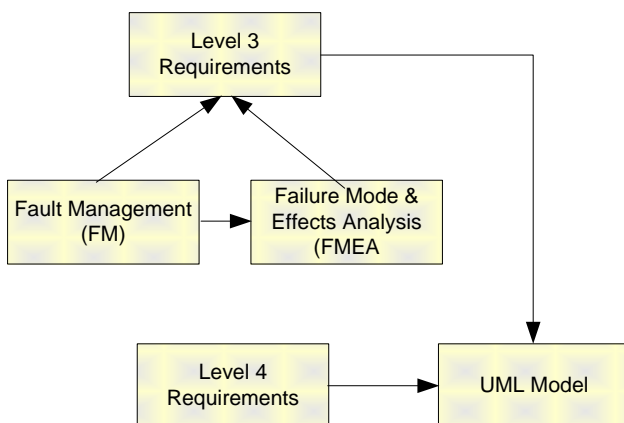 Level 3
Requirements
Fault Management
(FM)
Failure Mode &
Effects Analysis
(FMEA
Level 4
Requirements
UML Model